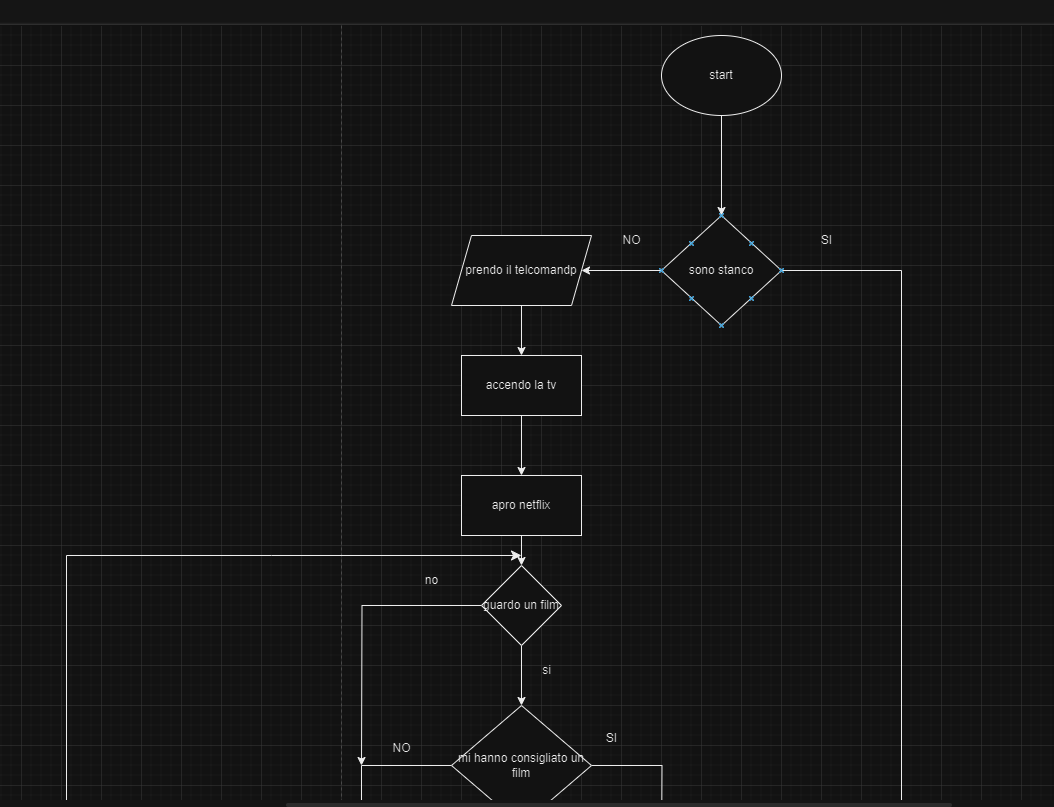 start
NO
SI
prendo il telcomandp
sono stanco
accendo la tv
apro netflix
no
guardo un film
si
NO
SI
mi hanno consigliato un
film